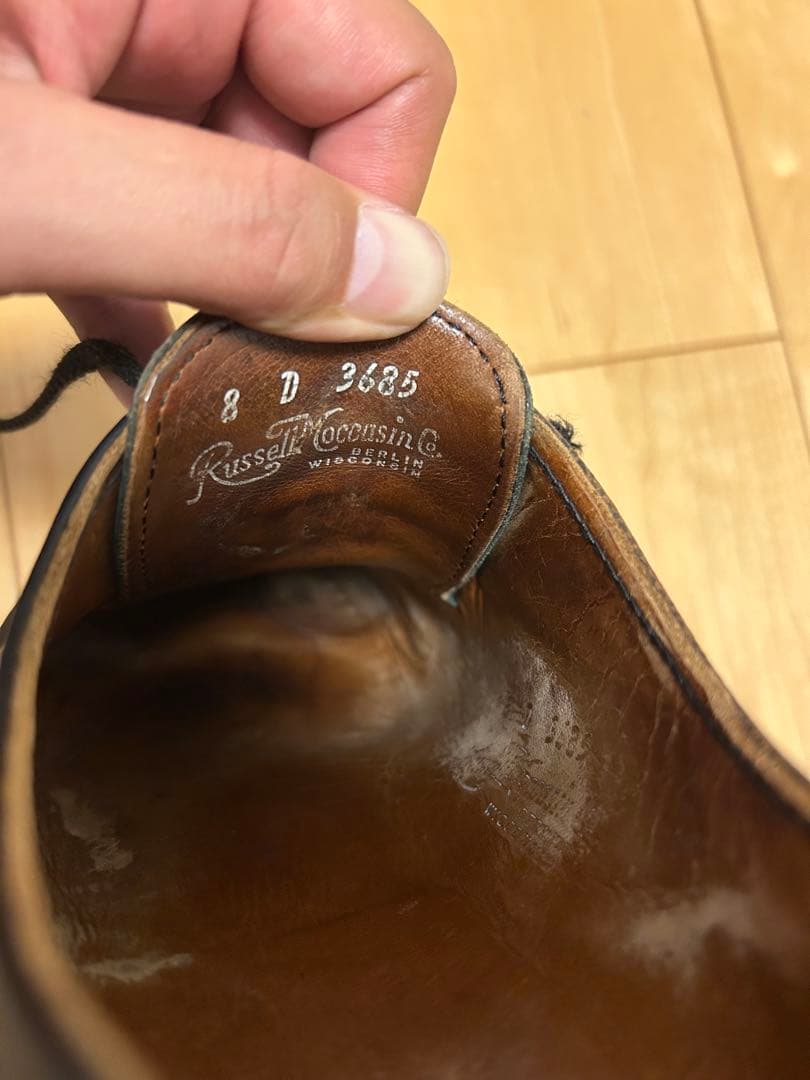 8 D 3685
Russell Moccasin Co.
BERLIN
WISCONSIN